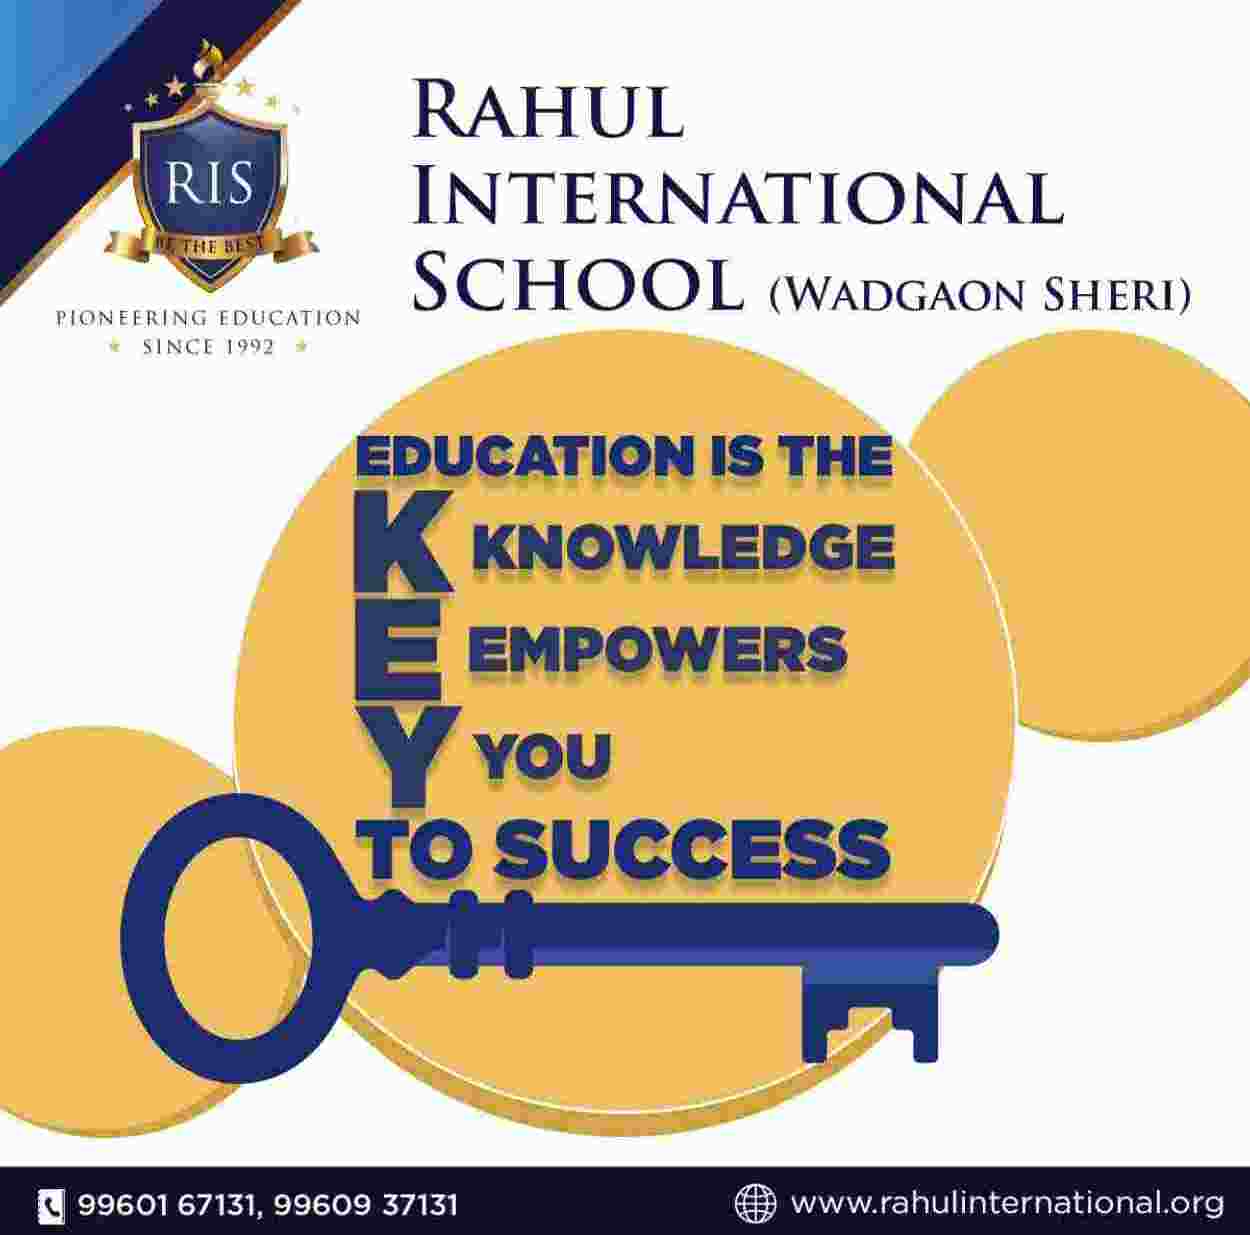 RIS
BE THE BEST
PIONEERING EDUCATION
SINCE 1992
RAHUL
INTERNATIONAL
SCHOOL (WADGAON SHERI)
EDUCATION IS THE
K KNOWLEDGE
E EMPOWERS
Y YOU
TO SUCCESS
99601 67131, 99609 37131
www.rahulinternational.org